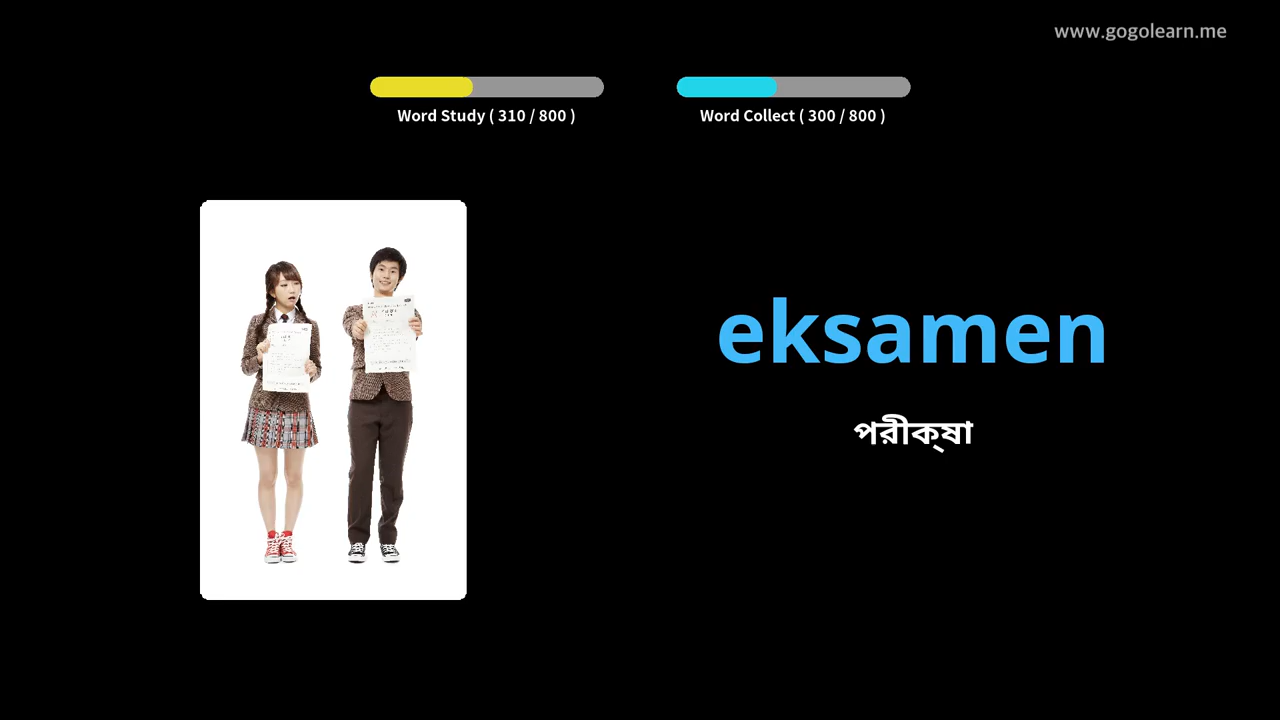 www.gogolearn.me
Word Study ( 310 / 800 )
Word Collect ( 300 / 800 )
eksamen
পরীক্ষা